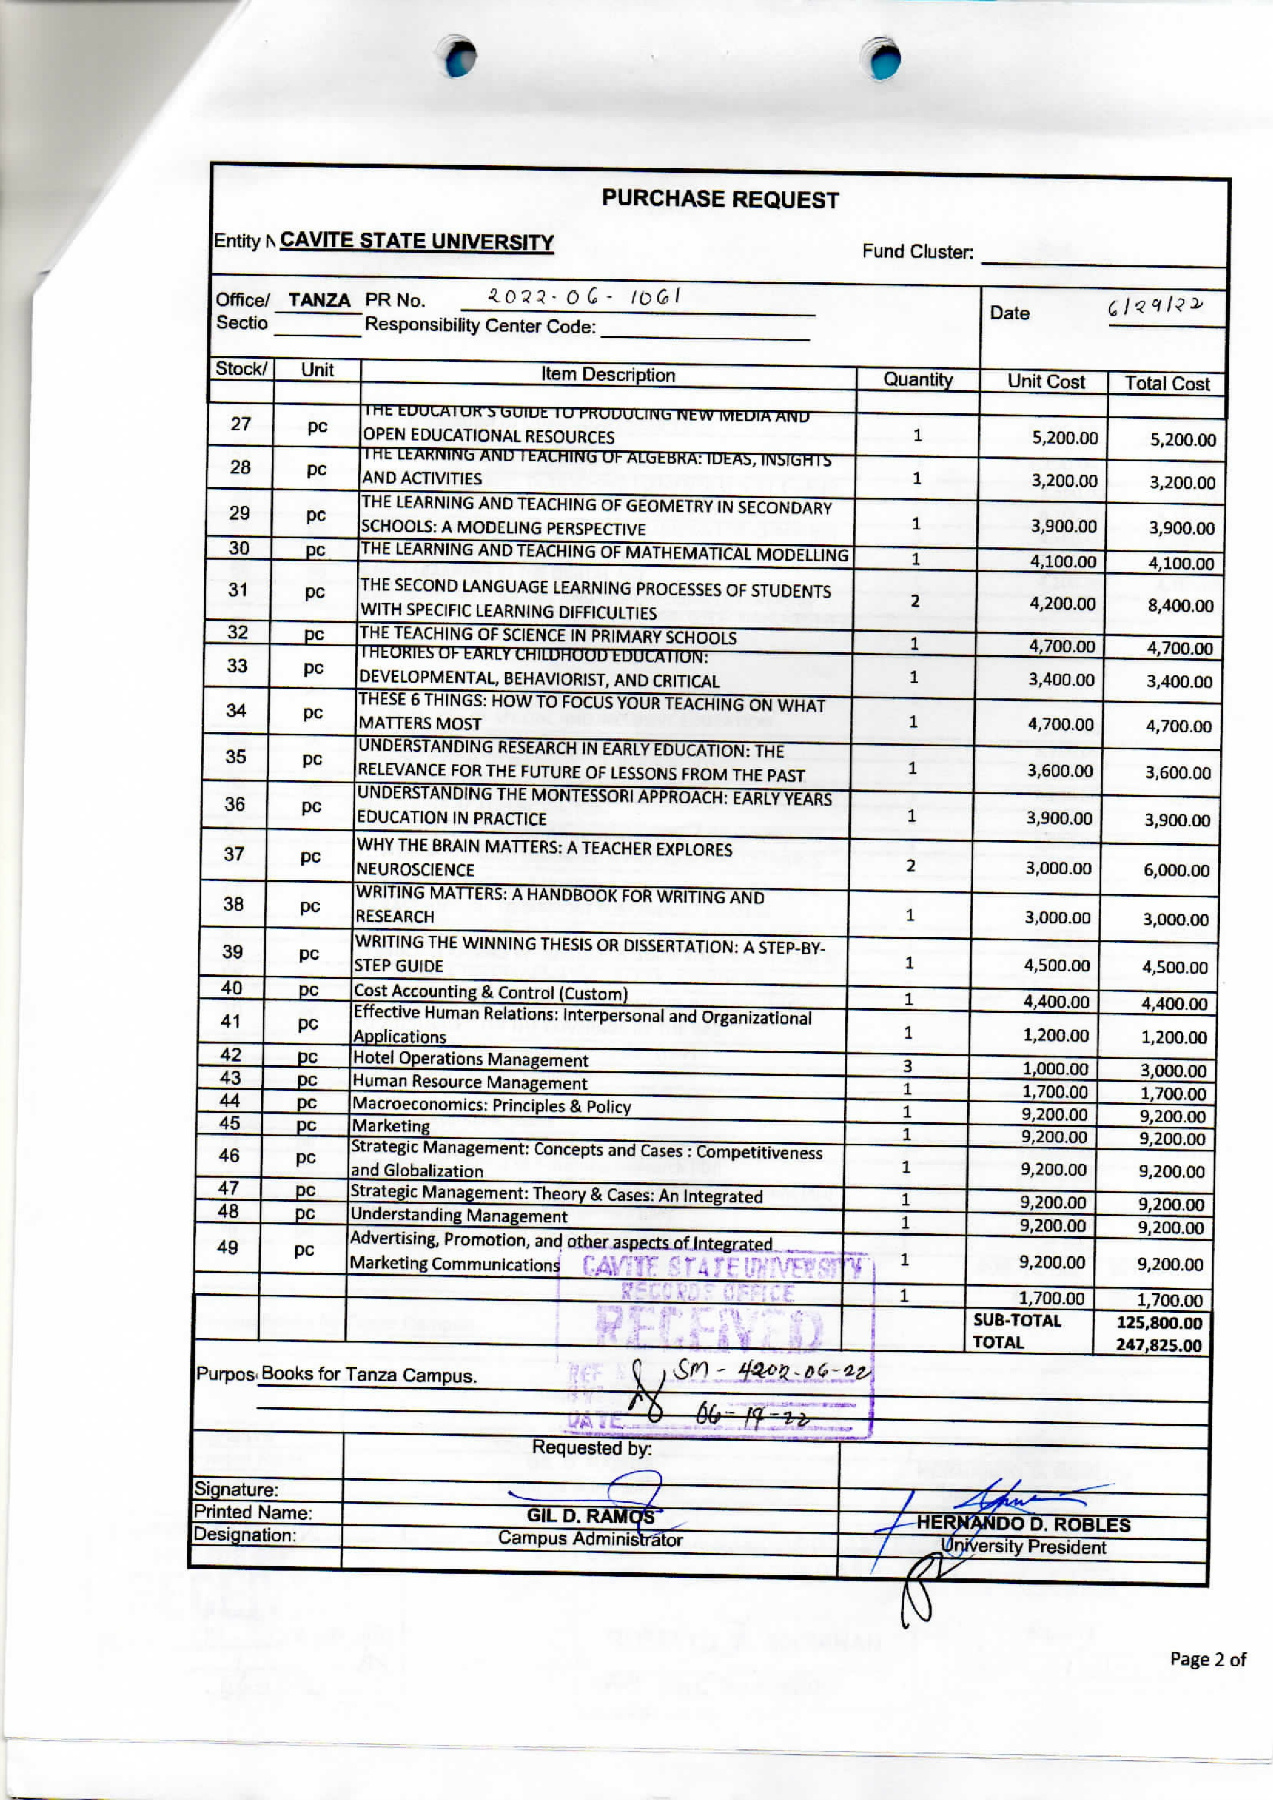 PURCHASE REQUEST
Entity N CAVITE STATE UNIVERSITY
Fund Cluster:
Office/ TANZA PR No. 2022-06-1061
Date 6/29/22
Sectio Responsibility Center Code:
Stock/ Unit Item Description Quantity Unit Cost Total Cost
27 pc THE EDUCATOR'S GUIDE TO PRODUCING NEW MEDIA AND
OPEN EDUCATIONAL RESOURCES 1 5,200.00 5,200.00
28 pc THE LEARNING AND TEACHING OF ALGEBRA: IDEAS, INSIGHTS
AND ACTIVITIES 1 3,200.00 3,200.00
29 pc THE LEARNING AND TEACHING OF GEOMETRY IN SECONDARY
SCHOOLS: A MODELING PERSPECTIVE 1 3,900.00 3,900.00
30 pc THE LEARNING AND TEACHING OF MATHEMATICAL MODELLING 1 4,100.00 4,100.00
31 pc THE SECOND LANGUAGE LEARNING PROCESSES OF STUDENTS
WITH SPECIFIC LEARNING DIFFICULTIES 2 4,200.00 8,400.00
32 pc THE TEACHING OF SCIENCE IN PRIMARY SCHOOLS 1 4,700.00 4,700.00
33 pc THEORIES OF EARLY CHILDHOOD EDUCATION:
DEVELOPMENTAL, BEHAVIORIST, AND CRITICAL 1 3,400.00 3,400.00
34 pc THESE 6 THINGS: HOW TO FOCUS YOUR TEACHING ON WHAT
MATTERS MOST 1 4,700.00 4,700.00
35 pc UNDERSTANDING RESEARCH IN EARLY EDUCATION: THE
RELEVANCE FOR THE FUTURE OF LESSONS FROM THE PAST 1 3,600.00 3,600.00
36 pc UNDERSTANDING THE MONTESSORI APPROACH: EARLY YEARS
EDUCATION IN PRACTICE 1 3,900.00 3,900.00
37 pc WHY THE BRAIN MATTERS: A TEACHER EXPLORES
NEUROSCIENCE 2 3,000.00 6,000.00
38 pc WRITING MATTERS: A HANDBOOK FOR WRITING AND
RESEARCH 1 3,000.00 3,000.00
39 pc WRITING THE WINNING THESIS OR DISSERTATION: A STEP-BY-
STEP GUIDE 1 4,500.00 4,500.00
40 pc Cost Accounting & Control (Custom) 1 4,400.00 4,400.00
41 pc Effective Human Relations: Interpersonal and Organizational
Applications 1 1,200.00 1,200.00
42 pc Hotel Operations Management 3 1,000.00 3,000.00
43 pc Human Resource Management 1 1,700.00 1,700.00
44 pc Macroeconomics: Principles & Policy 1 9,200.00 9,200.00
45 pc Marketing 1 9,200.00 9,200.00
46 pc Strategic Management: Concepts and Cases : Competitiveness
and Globalization 1 9,200.00 9,200.00
47 pc Strategic Management: Theory & Cases: An Integrated 1 9,200.00 9,200.00
48 pc Understanding Management 1 9,200.00 9,200.00
49 pc Advertising, Promotion, and other aspects of Integrated
Marketing Communications 1 9,200.00 9,200.00
1 1,700.00 1,700.00
SUB-TOTAL 125,800.00
TOTAL 247,825.00
CAVITE STATE UNIVERSITY
RECORDS OFFICE
RECEIVED
REF SM - 4202-06-22
BY
DATE 06-14-22
Purpos Books for Tanza Campus.
Requested by:
Signature:
Printed Name: GIL D. RAMOS HERNANDO D. ROBLES
Designation: Campus Administrator University President
Page 2 of